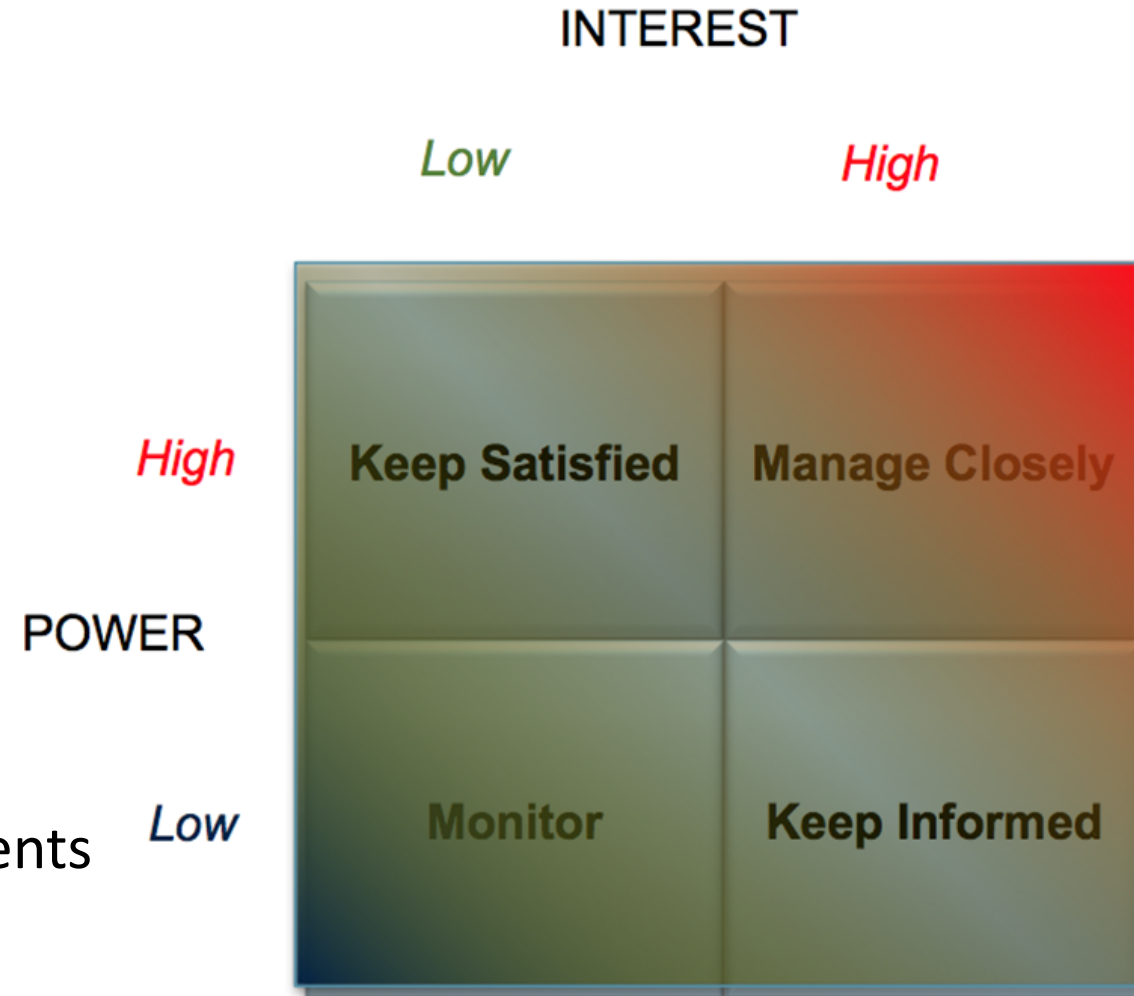 INTEREST
Low High
High Keep Satisfied Manage Closely
POWER
Low Monitor Keep Informed
ents